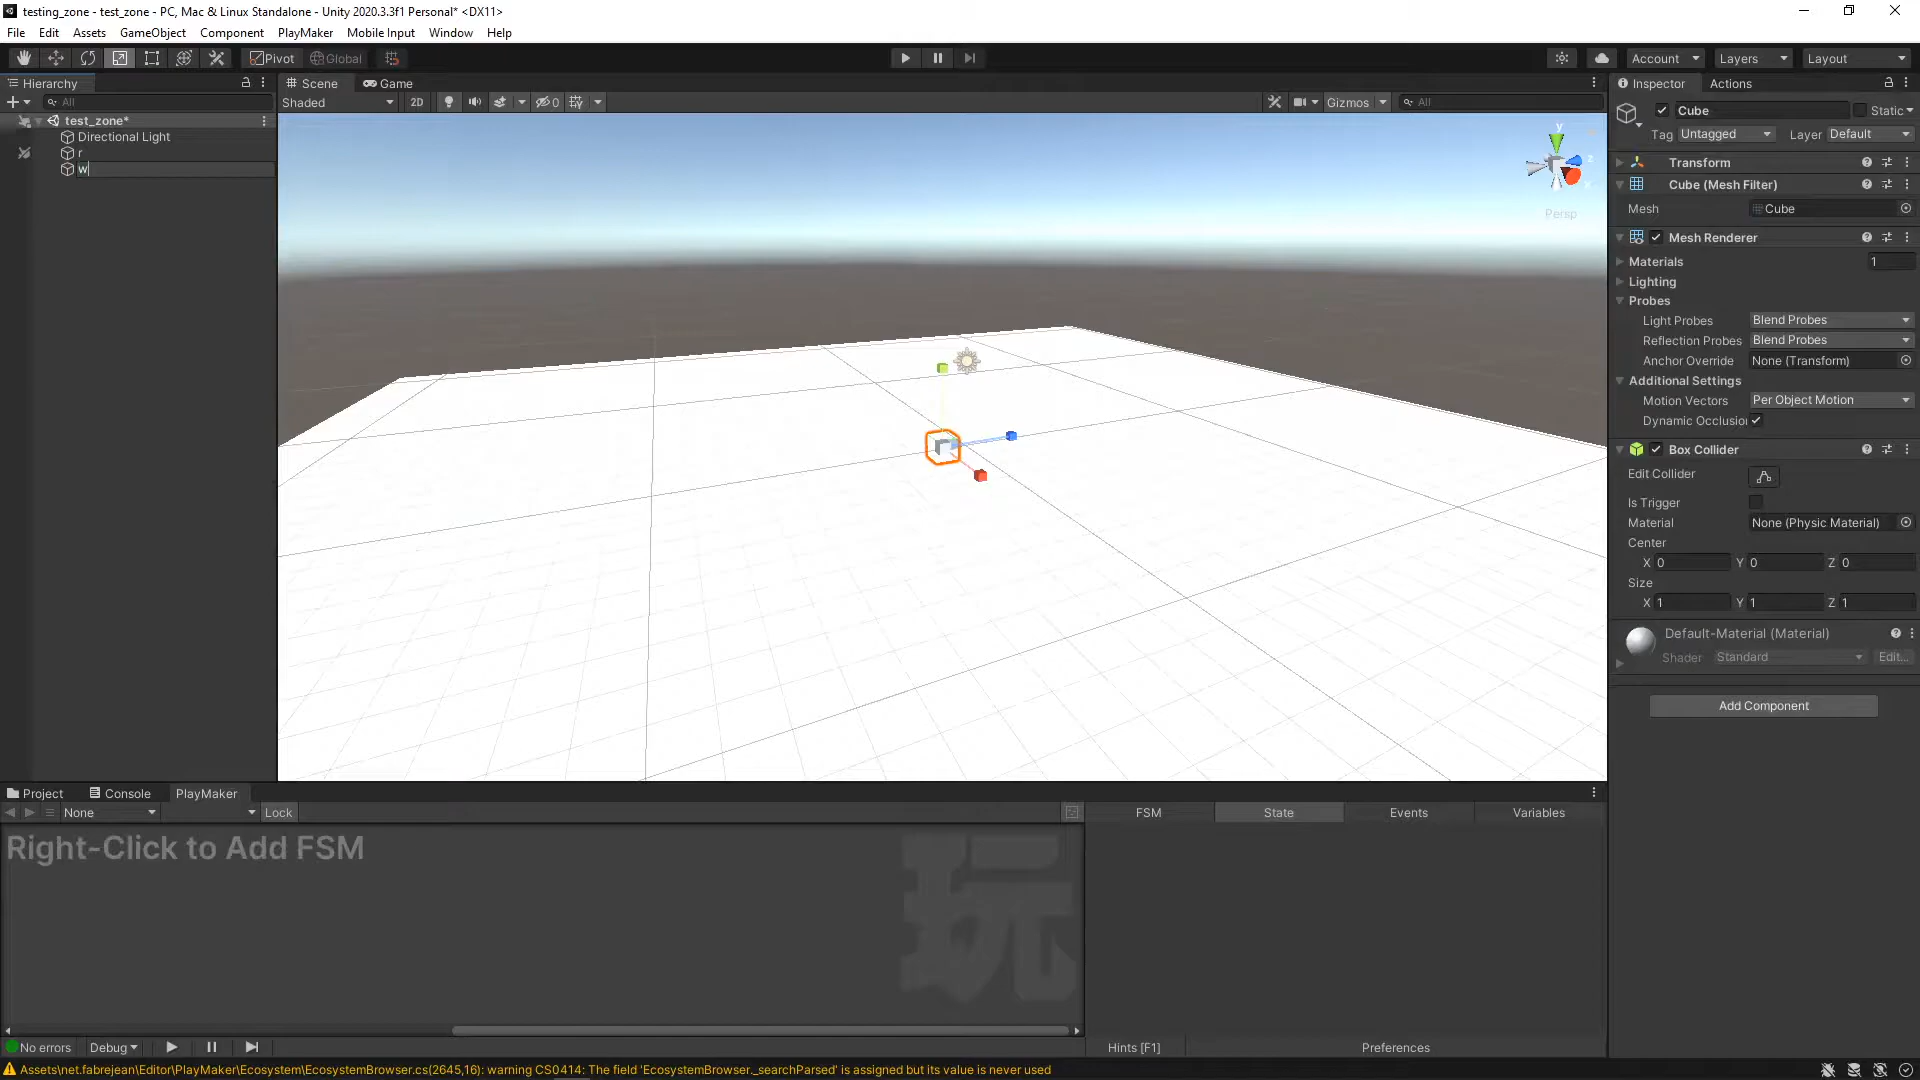 testing_zone - test_zone - PC, Mac & Linux Standalone - Unity 2020.3.3f1 Personal* <DX11>
File Edit Assets GameObject Component PlayMaker Mobile Input Window Help
Pivot Global Account Layers Layout
Hierarchy Scene Game Inspector Actions
All Shaded 2D 0 Gizmos All
Cube Static
Tag Untagged Layer Default
test_zone*
Directional Light
r
w
y
z
x
Persp
Transform
Cube (Mesh Filter)
Mesh Cube
Mesh Renderer
Materials 1
Lighting
Probes
Light Probes Blend Probes
Reflection Probes Blend Probes
Anchor Override None (Transform)
Additional Settings
Motion Vectors Per Object Motion
Dynamic Occlusio
Box Collider
Edit Collider
Is Trigger
Material None (Physic Material)
Center
X 0 Y 0 Z 0
Size
X 1 Y 1 Z 1
Default-Material (Material)
Shader Standard Edit...
Add Component
Project Console PlayMaker
None Lock FSM State Events Variables
Right-Click to Add FSM
玩
No errors Debug Hints [F1] Preferences
Assets\net.fabrejean\Editor\PlayMaker\Ecosystem\EcosystemBrowser.cs(2645,16): warning CS0414: The field 'EcosystemBrowser._searchParsed' is assigned but its value is never used